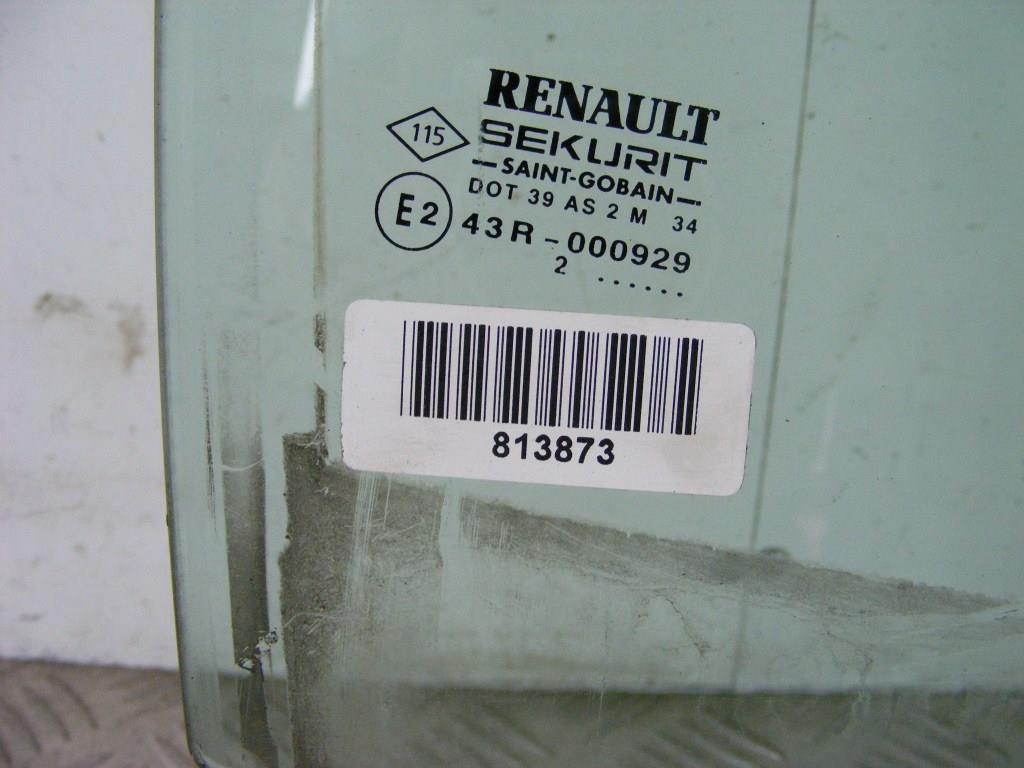 RENAULT
115 SEKURIT
SAINT-GOBAIN
DOT 39 AS 2 M 34
E2 43R-000929
2 ......
813873